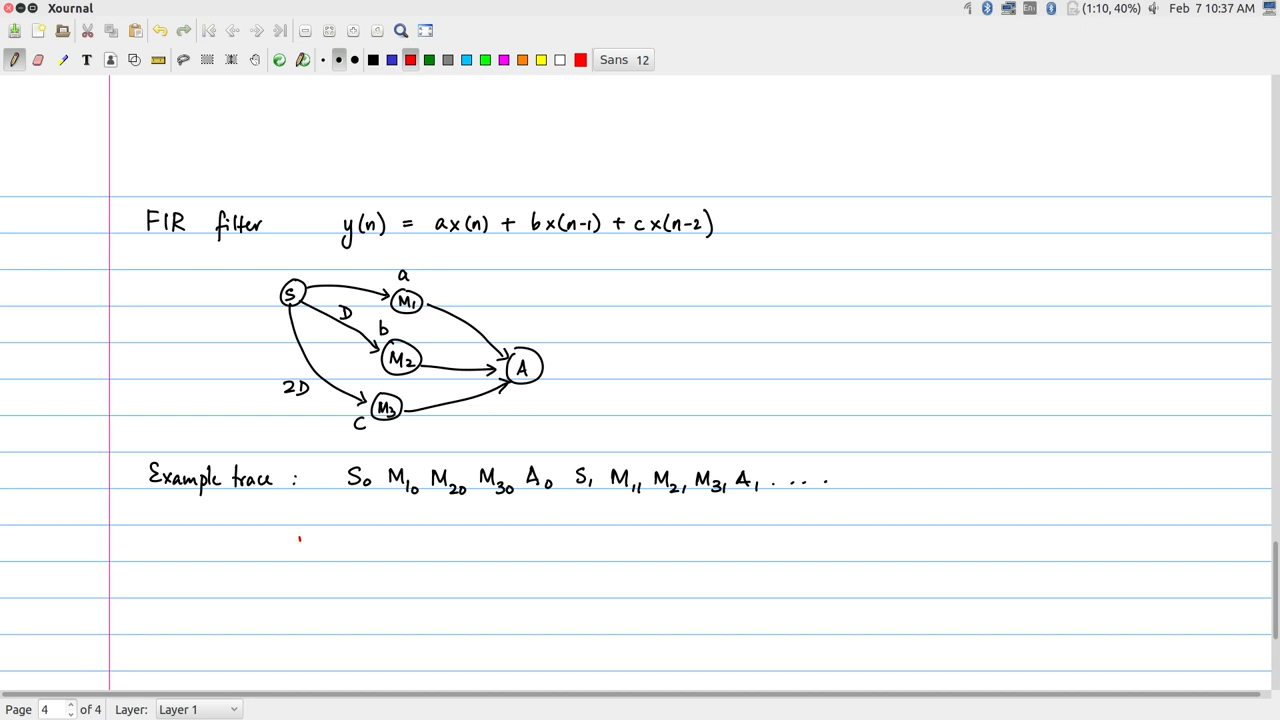 Xournal
(1:10, 40%) Feb 7 10:37 AM
Sans 12
FIR filter y(n) = ax(n) + bx(n-1) + cx(n-2)
a
S
M₁
D
b
M₂
A
2D
M₃
C
Example trace : S₀ M₁₀ M₂₀ M₃₀ A₀ S₁ M₁₁ M₂₁ M₃₁ A₁ ....
Page 4 of 4 Layer: Layer 1